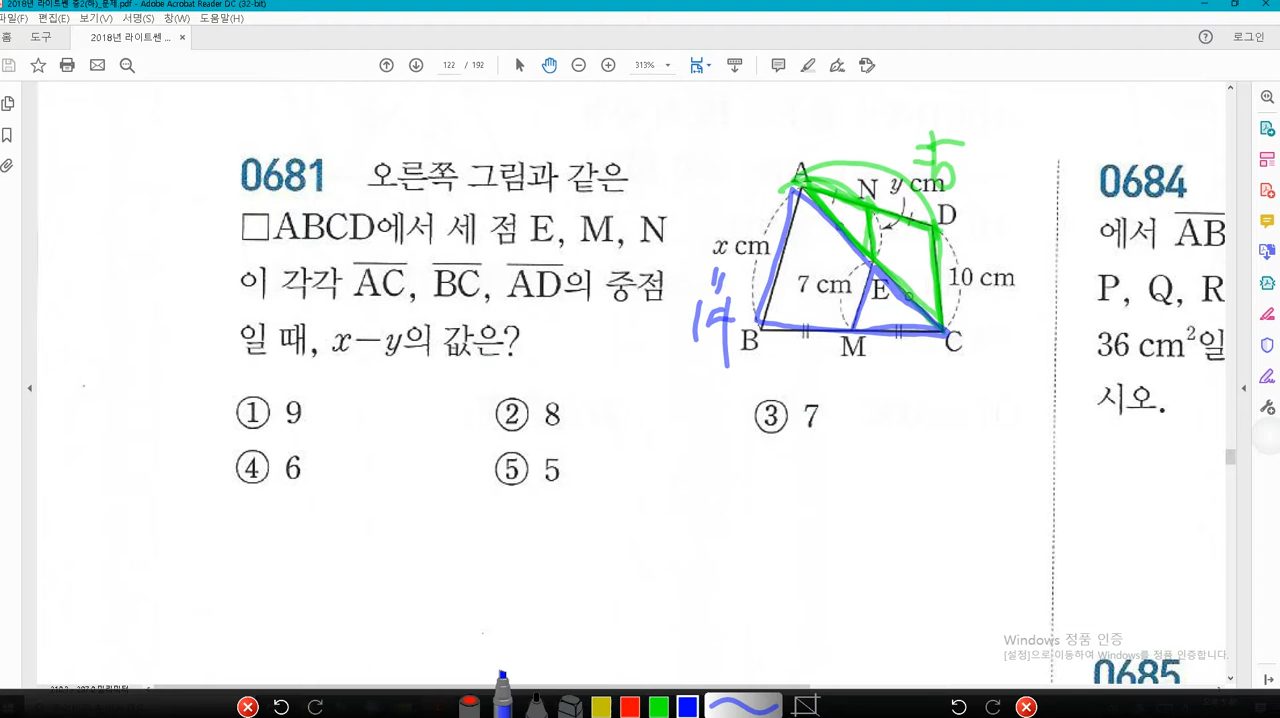 2018년 라이트쎈 중2(하)_문제.pdf - Adobe Acrobat Reader DC (32-bit)
파일(F) 편집(E) 보기(V) 서명(S) 창(W) 도움말(H)
홈 도구 2018년 라이트쎈 ... × 로그인
122 / 192 313%
0681 오른쪽 그림과 같은
□ABCD에서 세 점 E, M, N
이 각각 AC, BC, AD의 중점
일 때, x-y의 값은?
① 9 ② 8 ③ 7
④ 6 ⑤ 5
A
N y cm
D
x cm
7 cm E 10 cm
14
B M C
5
0684
에서 AB
P, Q, R
36 cm²일
시오.
Windows 정품 인증
[설정]으로 이동하여 Windows를 정품 인증합니다.
0685